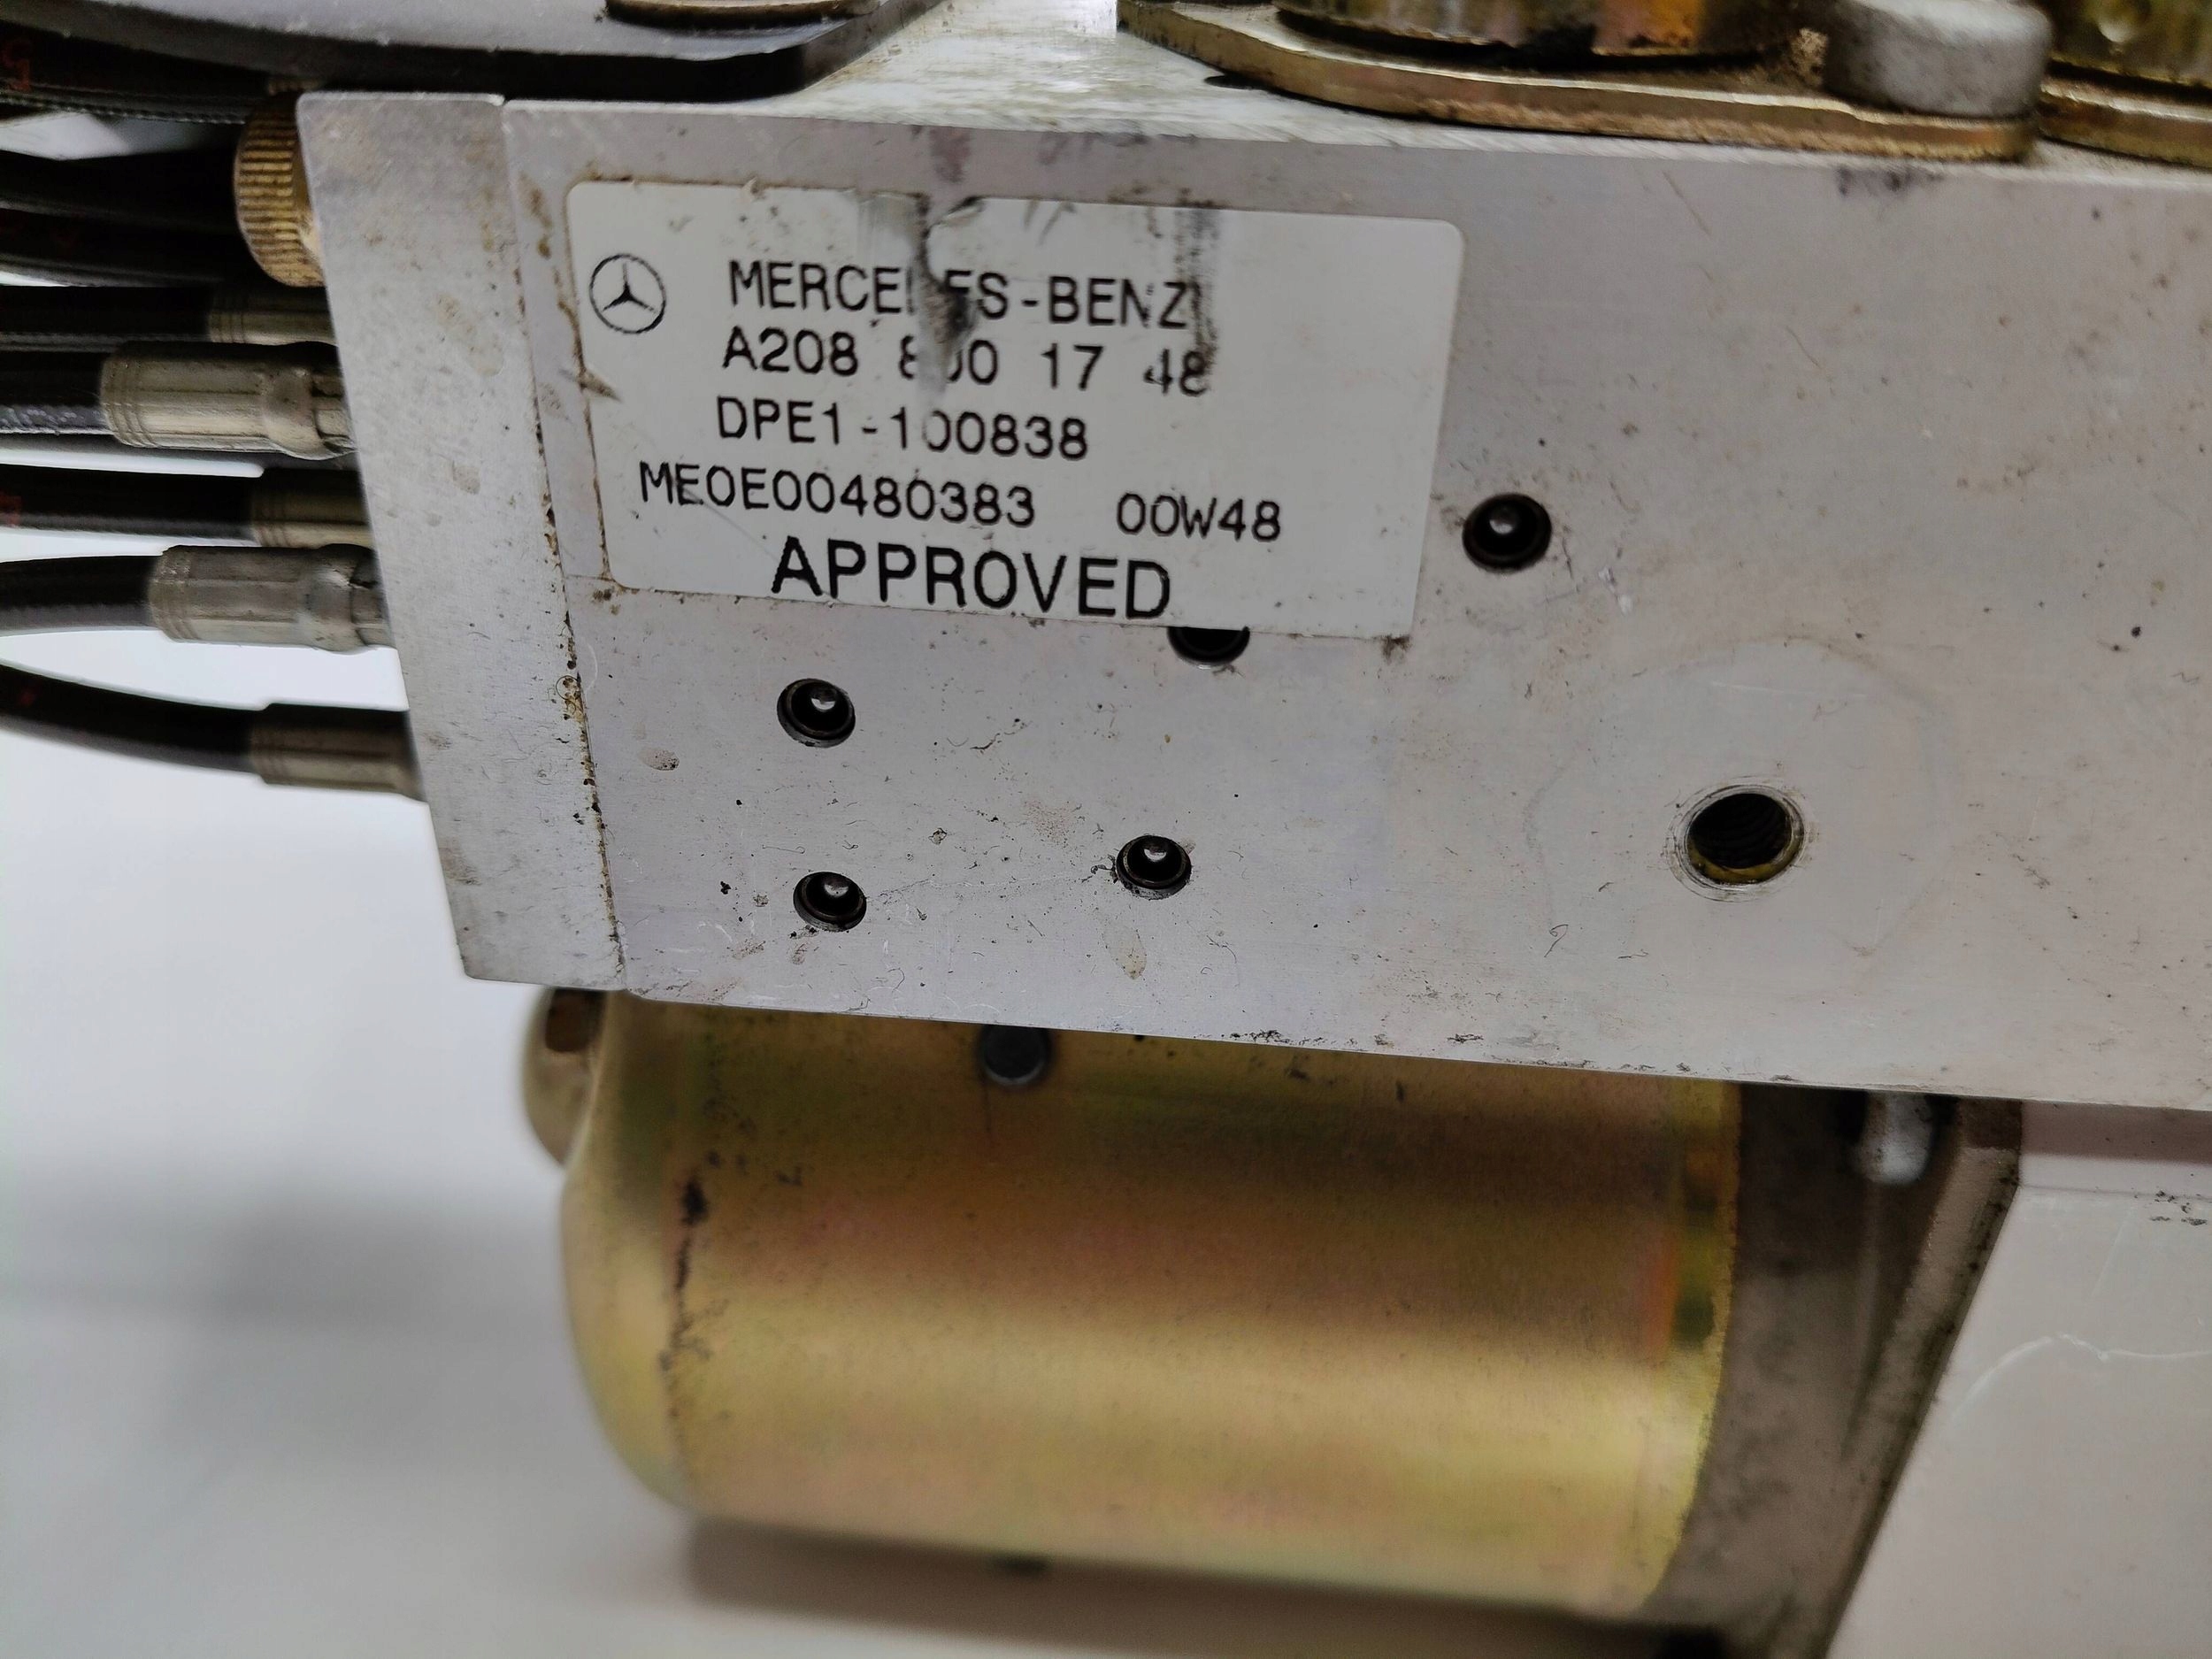 MERCEDES-BENZ
A208 800 17 48
DPE1-100838
ME0E00480383 00W48
APPROVED